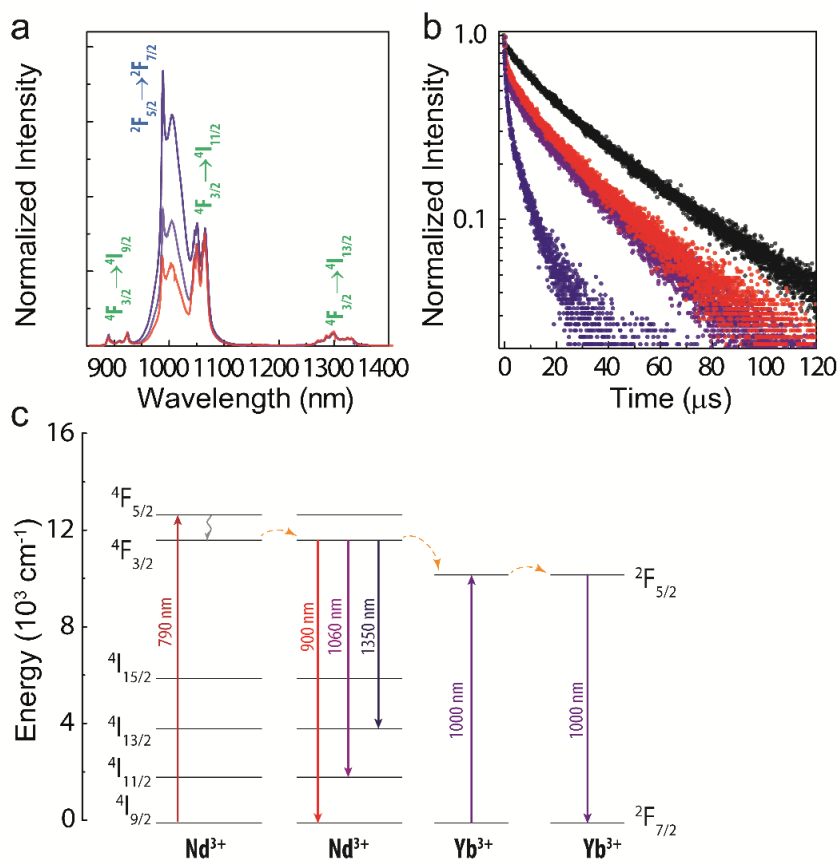 a
Normalized Intensity
⁴F₃/₂→⁴I₉/₂
²F₅/₂→²F₇/₂
⁴F₃/₂→⁴I₁₁/₂
⁴F₃/₂→⁴I₁₃/₂
900 1000 1100 1200 1300 1400
Wavelength (nm)
b
Normalized Intensity
1.0
0.1
0 20 40 60 80 100 120
Time (μs)
c
Energy (10³ cm⁻¹)
16
12
8
4
0
⁴F₅/₂
⁴F₃/₂
⁴I₁₅/₂
⁴I₁₃/₂
⁴I₁₁/₂
⁴I₉/₂
790 nm
900 nm
1060 nm
1350 nm
1000 nm
1000 nm
²F₅/₂
²F₇/₂
Nd³⁺ Nd³⁺ Yb³⁺ Yb³⁺